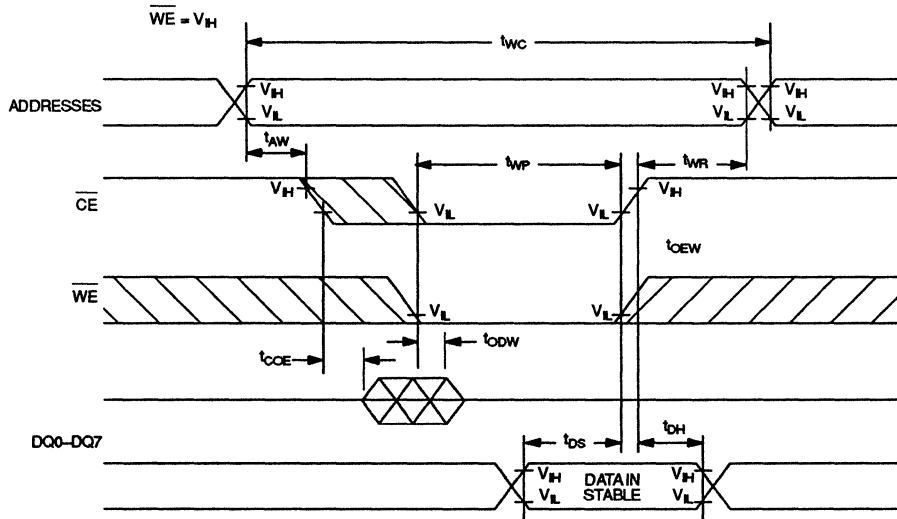 WE = VIH
tWC
ADDRESSES
VIH
VIL
VIH
VIL
VIH
VIL
tAW
tWP
tWR
CE
VIH
VIL
VIL
VIH
tOEW
WE
VIL
VIL
tCOE
tODW
DQ0–DQ7
tDS
tDH
VIH
VIL
DATA IN
STABLE
VIH
VIL